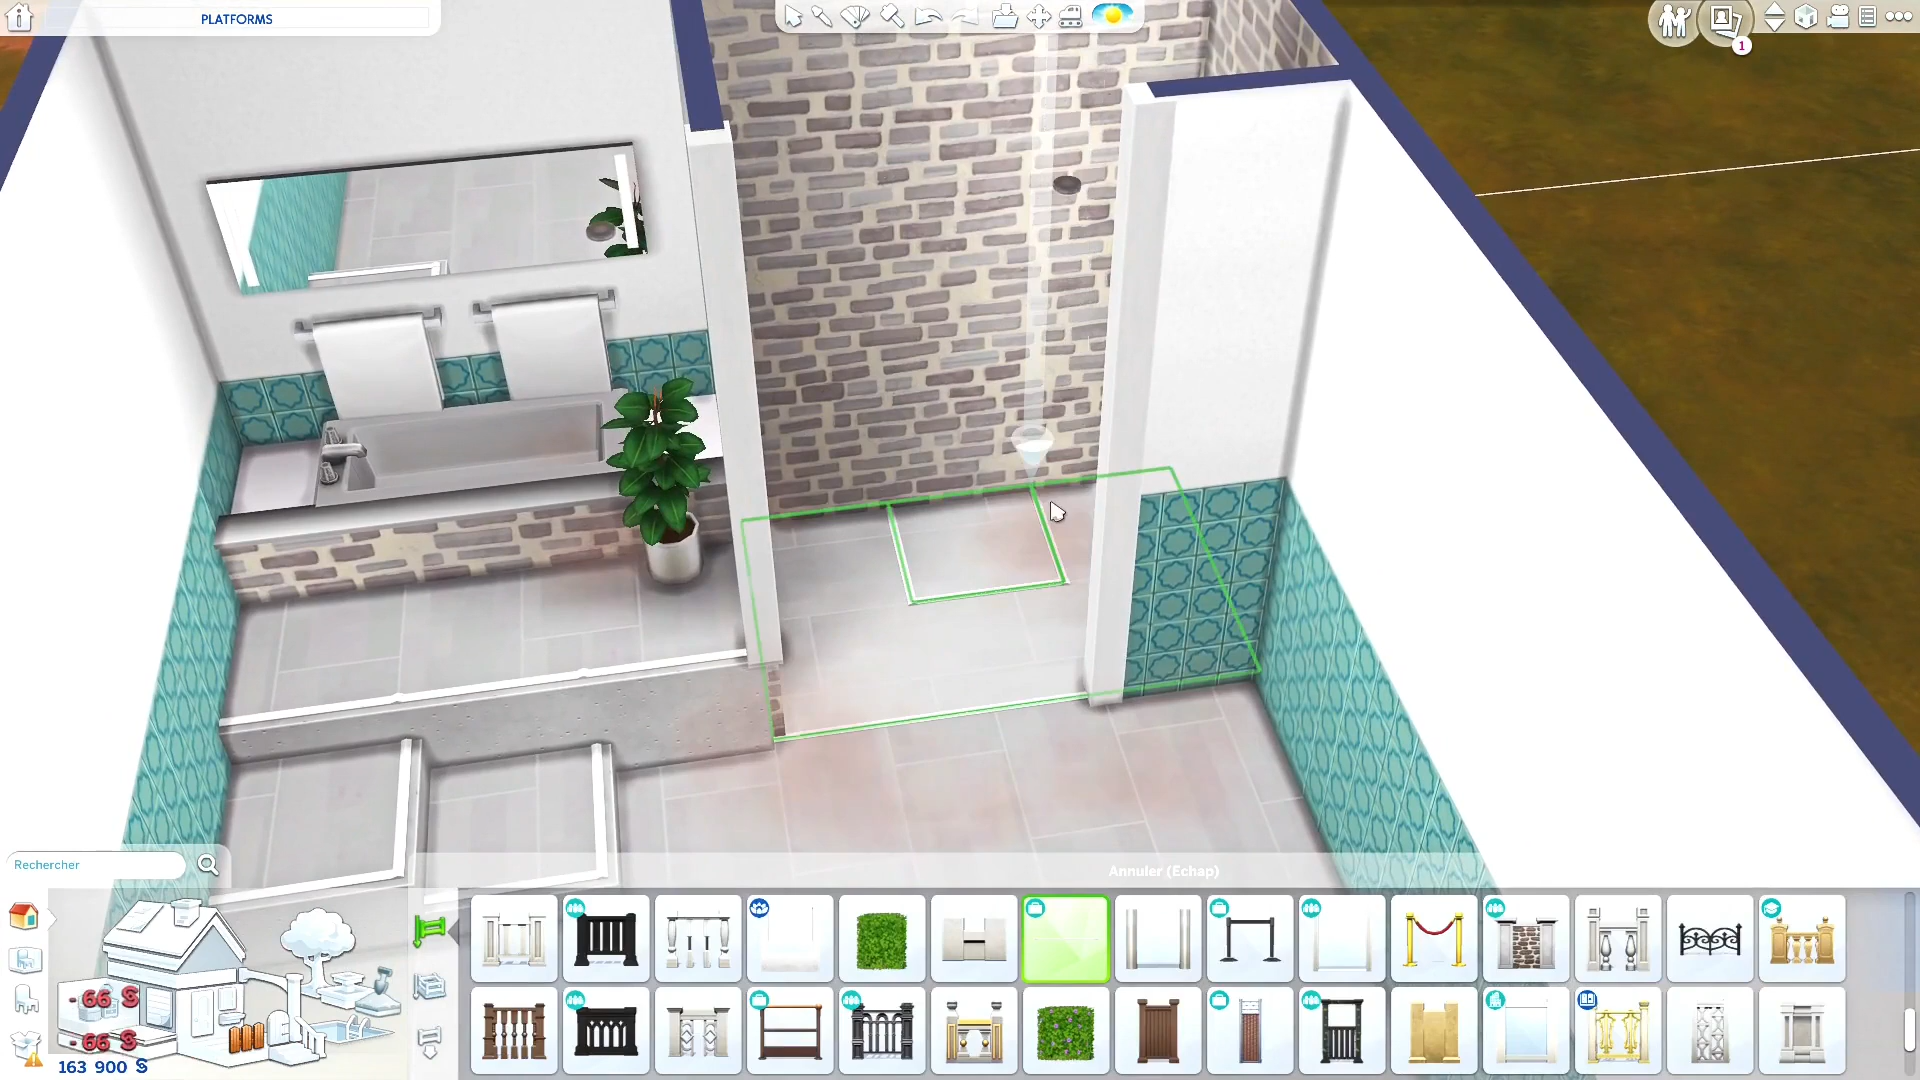 PLATFORMS
1
Annuler (Echap)
Rechercher
- 66 §
- 66 §
163 900 §